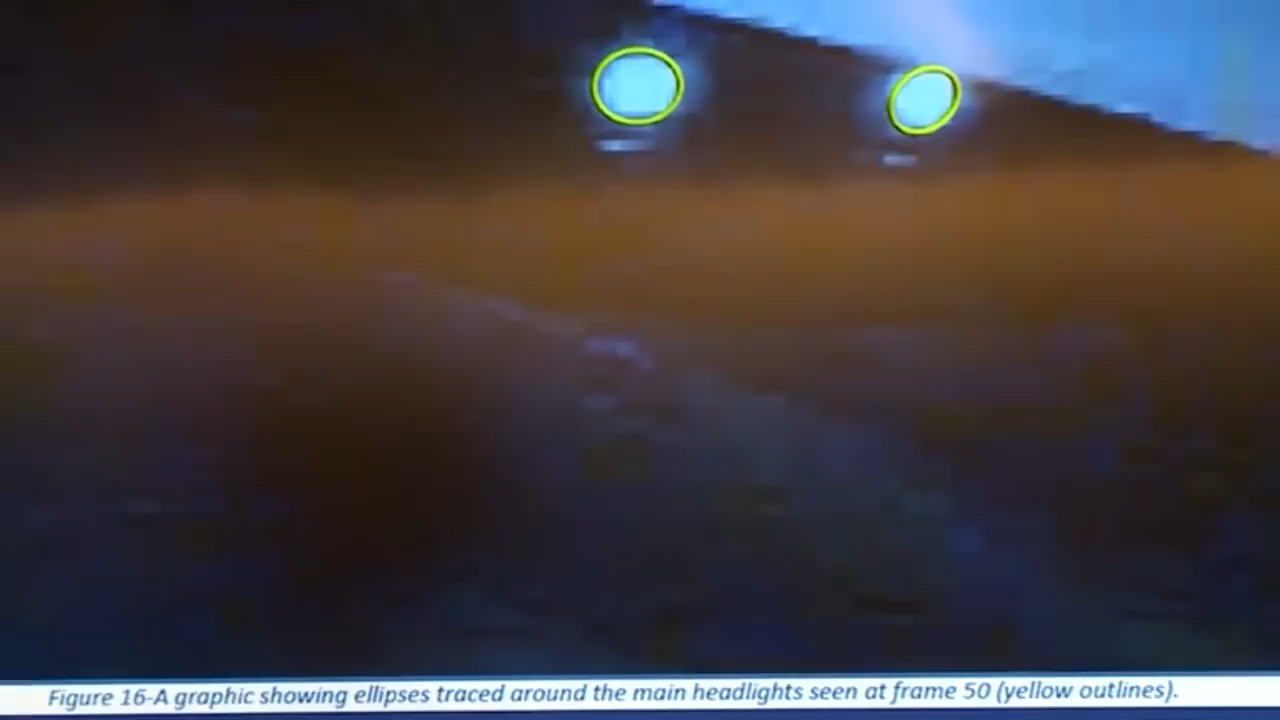 Figure 16-A graphic showing ellipses traced around the main headlights seen at frame 50 (yellow outlines).